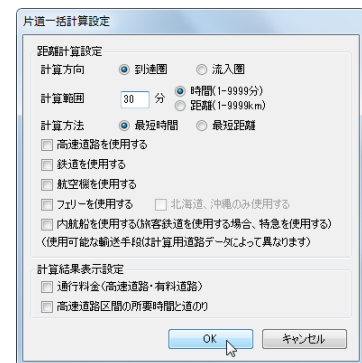 片道一括計算設定
距離計算設定
計算方向 到達圏 流入圏
計算範囲 30 分 時間(1-9999分)
距離(1-9999km)
計算方法 最短時間 最短距離
高速道路を使用する
鉄道を使用する
航空機を使用する
フェリーを使用する 北海道、沖縄のみ使用する
内航船を使用する(旅客鉄道を使用する場合、特急を使用する)
(使用可能な輸送手段は計算用道路データによって異なります)
計算結果表示設定
通行料金(高速道路・有料道路)
高速道路区間の所要時間と道のり
OK キャンセル